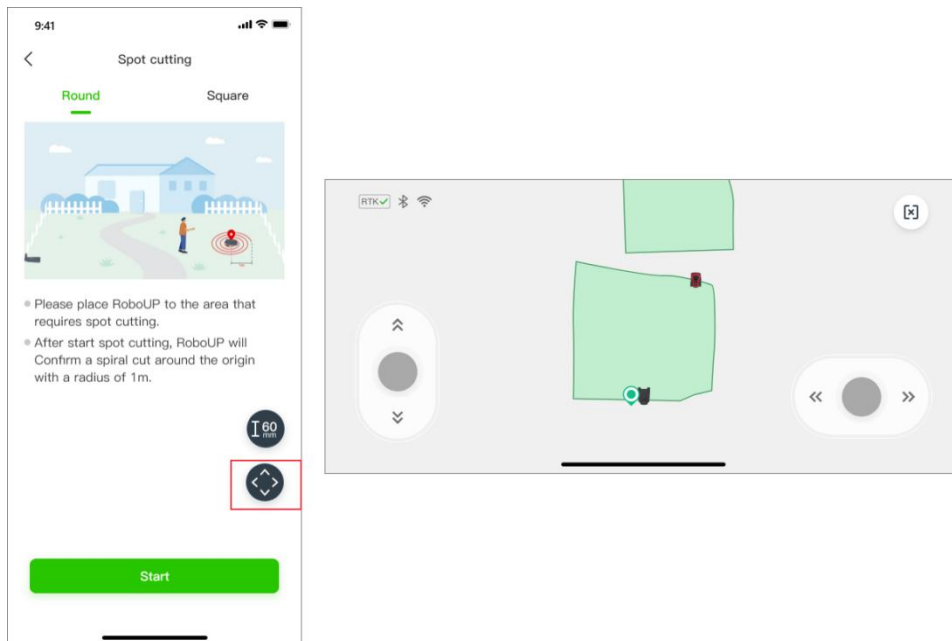 9:41
Spot cutting
Round
Square
Please place RoboUP to the area that
requires spot cutting.
After start spot cutting, RoboUP will
Confirm a spiral cut around the origin
with a radius of 1m.
60
mm
Start
RTK